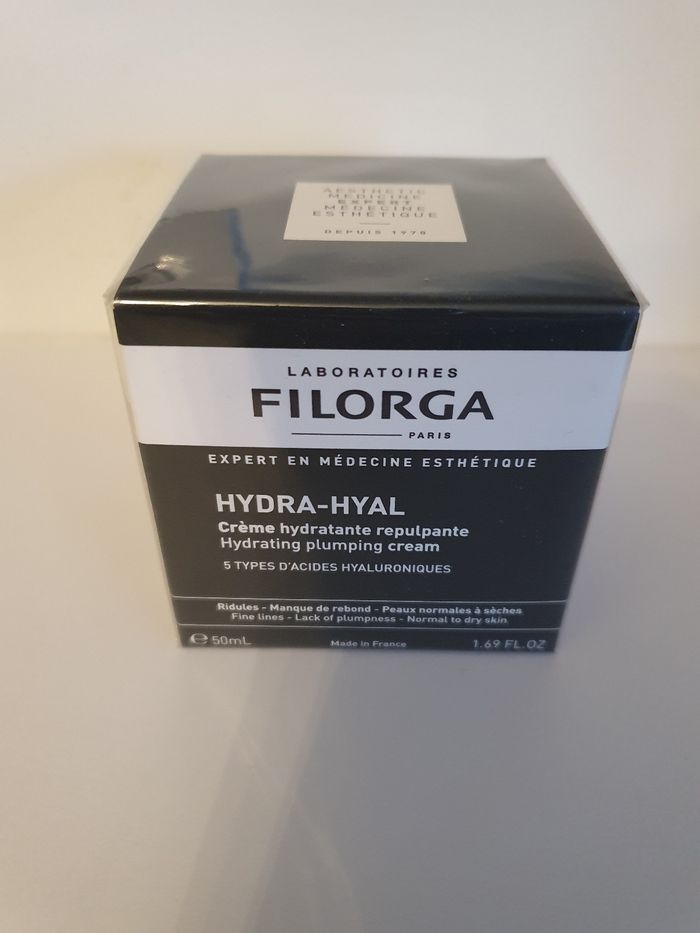 AESTHETIC
MEDICINE
EXPERT
MÉDECINE
ESTHÉTIQUE
DEPUIS 1978
LABORATOIRES
FILORGA
PARIS
EXPERT EN MÉDECINE ESTHÉTIQUE
HYDRA-HYAL
Crème hydratante repulpante
Hydrating plumping cream
5 TYPES D'ACIDES HYALURONIQUES
Ridules - Manque de rebond - Peaux normales à sèches
Fine lines - Lack of plumpness - Normal to dry skin
℮ 50mL Made in France 1.69 FL.OZ